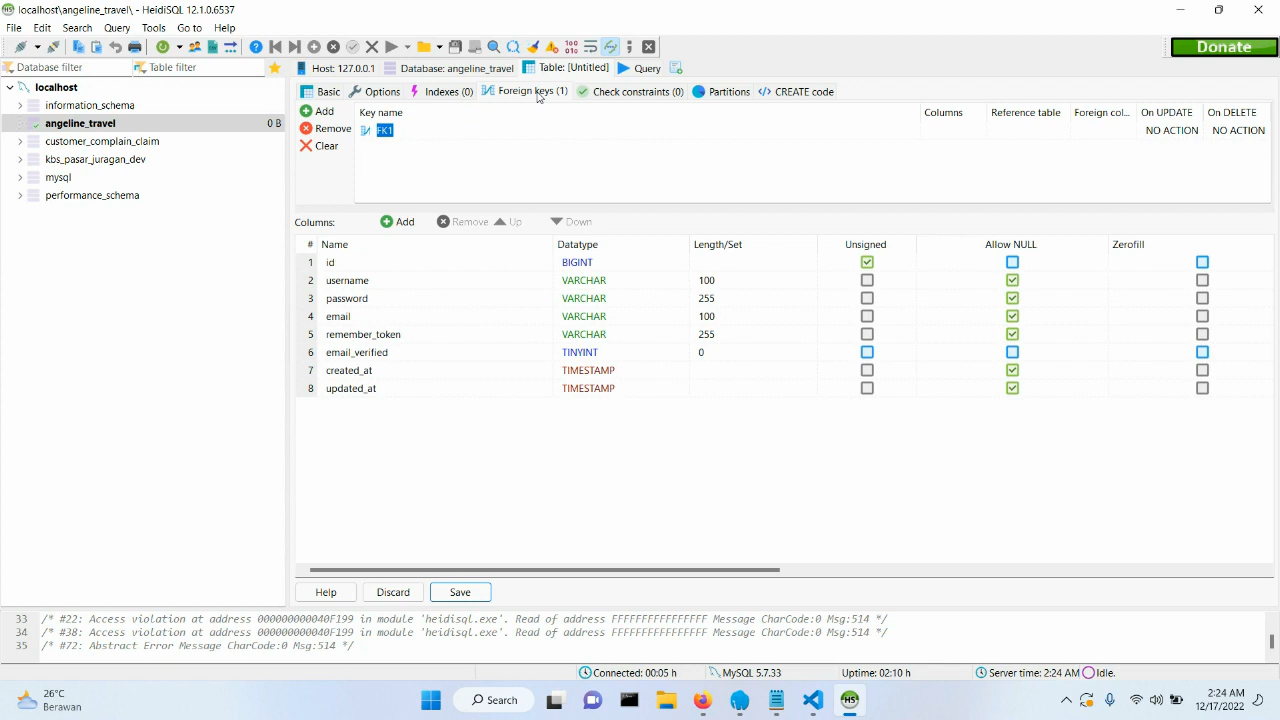 localhost\angeline_travel\ - HeidiSQL 12.1.0.6537
File Edit Search Query Tools Go to Help
Donate
Database filter Table filter Host: 127.0.0.1 Database: angeline_travel Table: [Untitled] Query
localhost
information_schema
angeline_travel 0 B
customer_complain_claim
kbs_pasar_juragan_dev
mysql
performance_schema
Basic Options Indexes (0) Foreign keys (1) Check constraints (0) Partitions CREATE code
Add
Remove
Clear
Key name Columns Reference table Foreign col... On UPDATE On DELETE
FK1 NO ACTION NO ACTION
Columns: Add Remove Up Down
# Name Datatype Length/Set Unsigned Allow NULL Zerofill
1 id BIGINT
2 username VARCHAR 100
3 password VARCHAR 255
4 email VARCHAR 100
5 remember_token VARCHAR 255
6 email_verified TINYINT 0
7 created_at TIMESTAMP
8 updated_at TIMESTAMP
Help Discard Save
33 /* #22: Access violation at address 000000000040F199 in module 'heidisql.exe'. Read of address FFFFFFFFFFFFFFFF Message CharCode:0 Msg:514 */
34 /* #38: Access violation at address 000000000040F199 in module 'heidisql.exe'. Read of address FFFFFFFFFFFFFFFF Message CharCode:0 Msg:514 */
35 /* #72: Abstract Error Message CharCode:0 Msg:514 */
Connected: 00:05 h MySQL 5.7.33 Uptime: 02:10 h Server time: 2:24 AM Idle.
26°C
Berawan
Search
2:24 AM
12/17/2022